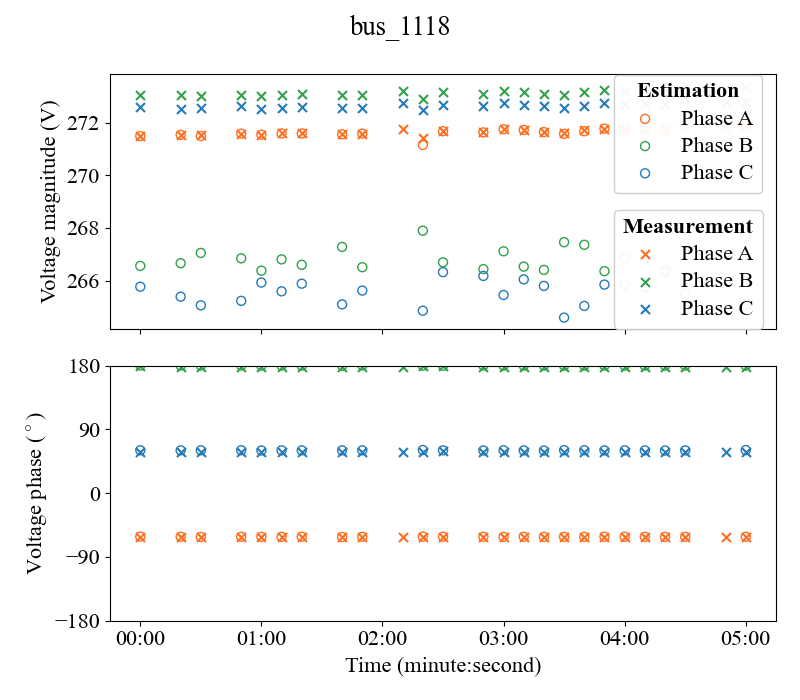 bus_1118
Voltage magnitude (V)
272
270
268
266
Estimation
Phase A
Phase B
Phase C
Measurement
Phase A
Phase B
Phase C
Voltage phase (°)
180
90
0
−90
−180
00:00 01:00 02:00 03:00 04:00 05:00
Time (minute:second)